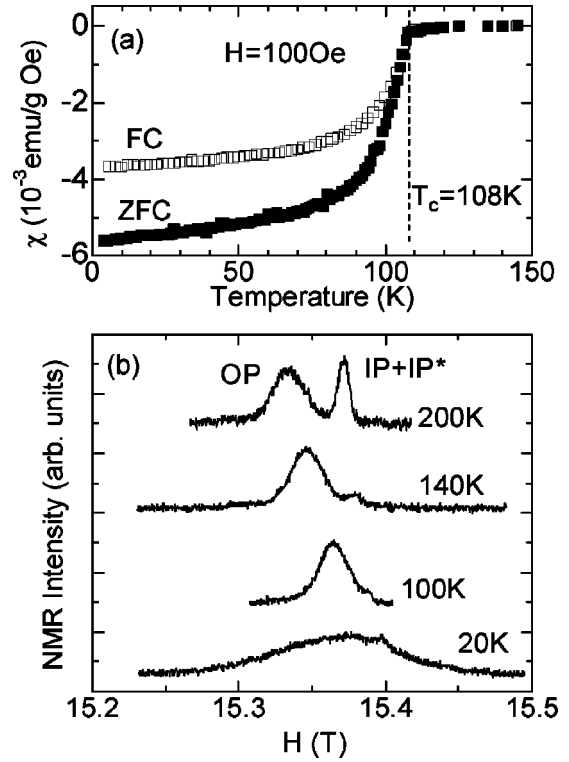 (a)
H=100Oe
FC
ZFC
T_c=108K
χ (10⁻³emu/g Oe)
0
-2
-4
-6
0 50 100 150
Temperature (K)
(b)
OP
IP+IP*
200K
140K
100K
20K
NMR Intensity (arb. units)
15.2 15.3 15.4 15.5
H (T)